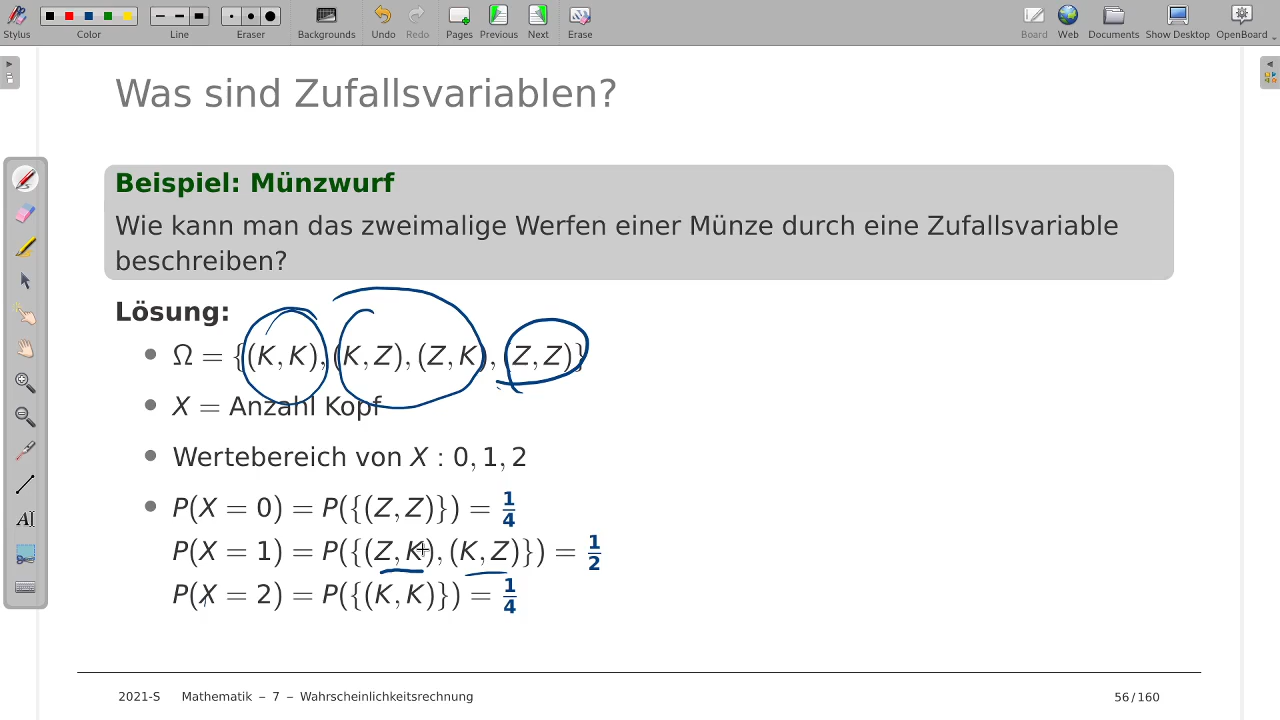 Stylus Color Line Eraser Backgrounds Undo Redo Pages Previous Next Erase Board Web Documents Show Desktop OpenBoard
Was sind Zufallsvariablen?
Beispiel: Münzwurf
Wie kann man das zweimalige Werfen einer Münze durch eine Zufallsvariable
beschreiben?
Lösung:
• Ω = {(K, K), (K, Z), (Z, K), (Z, Z)}
• X = Anzahl Kopf
• Wertebereich von X : 0, 1, 2
• P(X = 0) = P({(Z, Z)}) = 1/4
P(X = 1) = P({(Z, K), (K, Z)}) = 1/2
P(X = 2) = P({(K, K)}) = 1/4
2021-S Mathematik – 7 – Wahrscheinlichkeitsrechnung 56/160